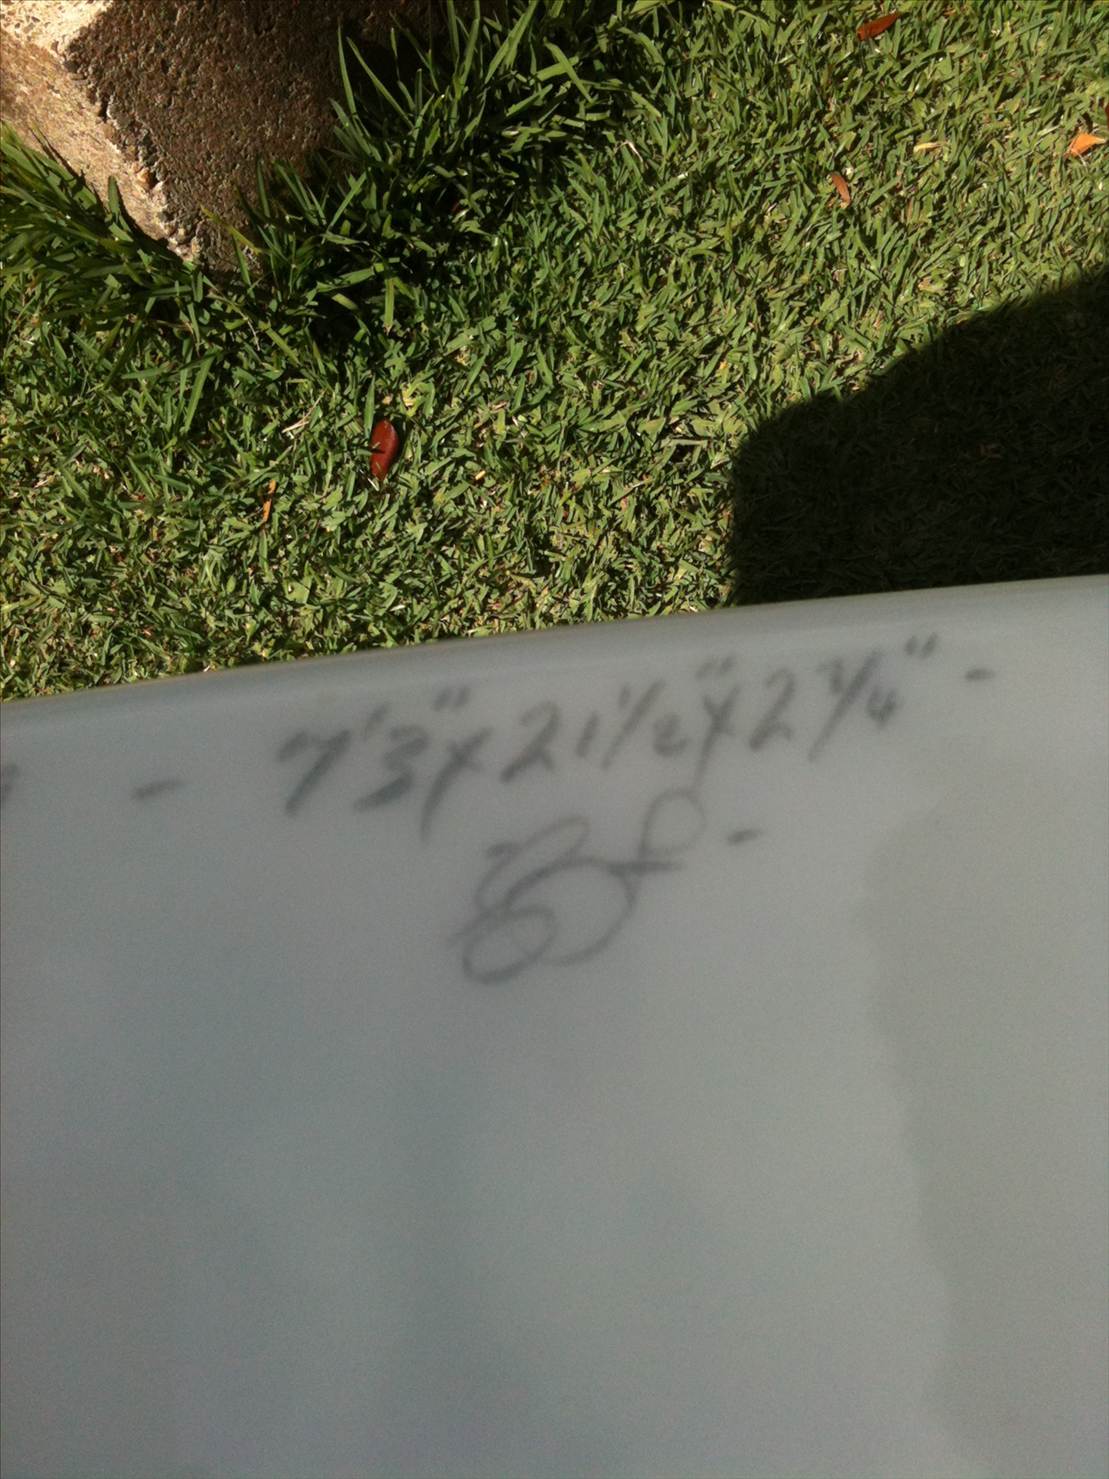 - 7'3" x 21 1/2" x 2 3/4" -